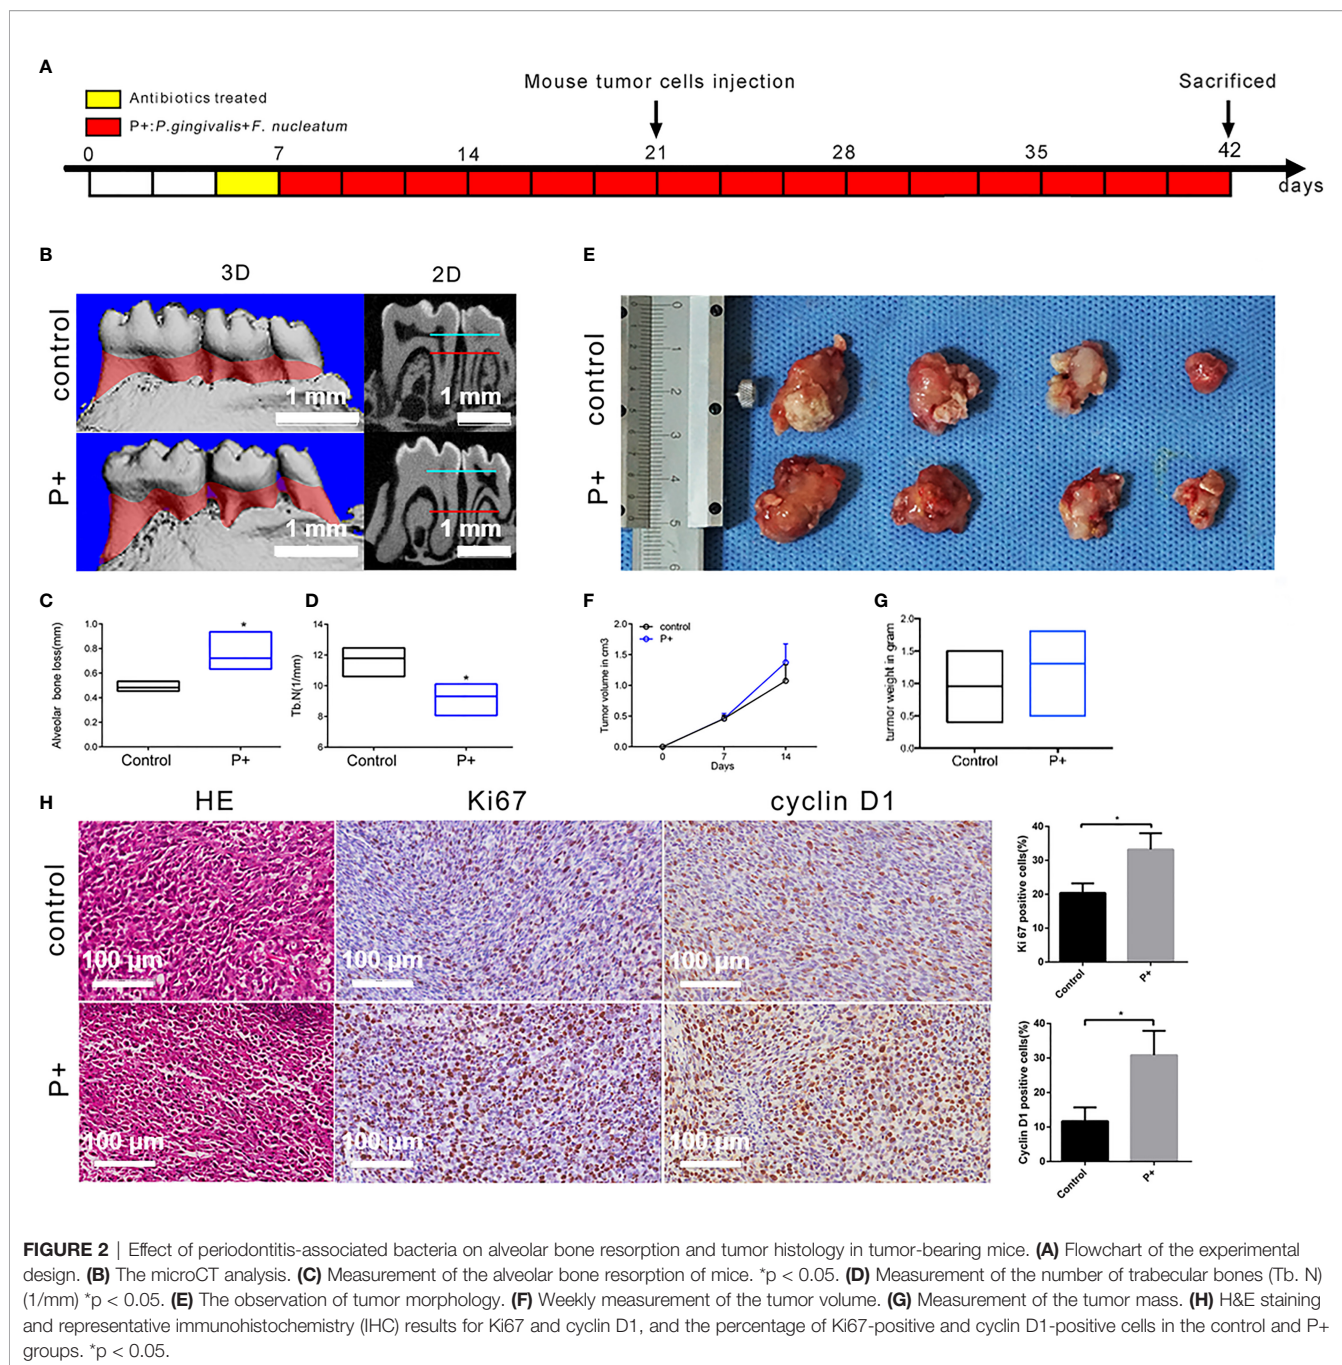 A
Mouse tumor cells injection
Sacrificed
Antibiotics treated
P+:P.gingivalis+F. nucleatum
0 7 14 21 28 35 42
days
B
3D 2D
control
1 mm 1 mm
P+
1 mm 1 mm
E
control
P+
0
1
2
3
4
5
6
C
Alveolar bone loss(mm)
1.0
0.8
0.6
0.4
0.2
0.0
*
Control P+
D
Tb.N(1/mm)
14
12
10
8
6
*
Control P+
F
Tumor volume in cm3
2.0
1.5
1.0
0.5
0.0
control
P+
0 7 14
Days
G
turmor weight in gram
2.0
1.5
1.0
0.5
0.0
Control P+
H
HE Ki67 cyclin D1
control
100 µm 100 µm 100 µm
P+
100 µm 100 µm 100 µm
Ki 67 positive cells(%)
40
30
20
10
0
*
Control P+
Cyclin D1 positive cells(%)
40
30
20
10
0
*
Control P+
FIGURE 2 | Effect of periodontitis-associated bacteria on alveolar bone resorption and tumor histology in tumor-bearing mice. (A) Flowchart of the experimental
design. (B) The microCT analysis. (C) Measurement of the alveolar bone resorption of mice. *p < 0.05. (D) Measurement of the number of trabecular bones (Tb. N)
(1/mm) *p < 0.05. (E) The observation of tumor morphology. (F) Weekly measurement of the tumor volume. (G) Measurement of the tumor mass. (H) H&E staining
and representative immunohistochemistry (IHC) results for Ki67 and cyclin D1, and the percentage of Ki67-positive and cyclin D1-positive cells in the control and P+
groups. *p < 0.05.